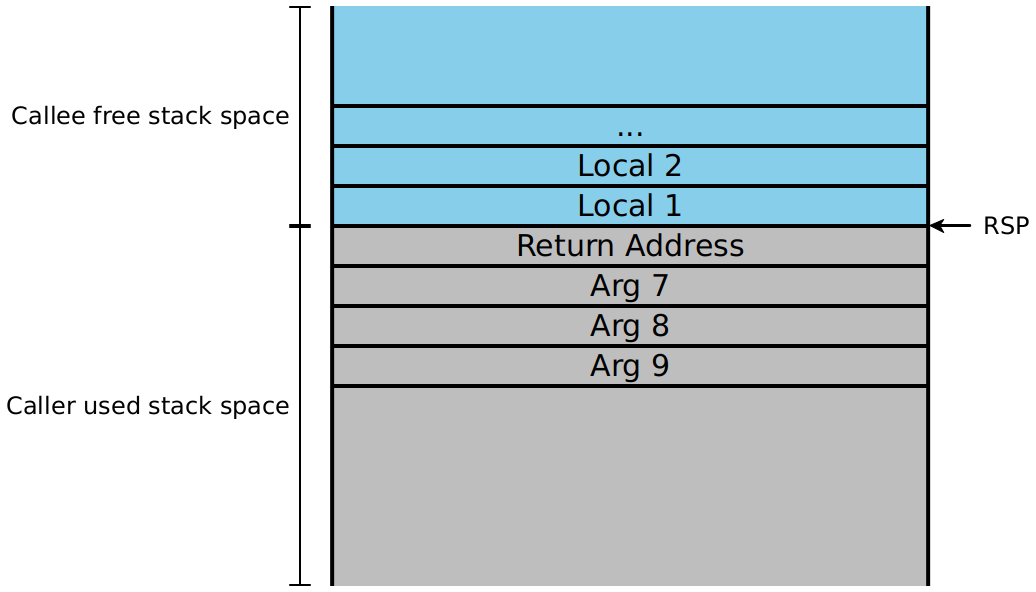 Callee free stack space
...
Local 2
Local 1
RSP
Return Address
Arg 7
Arg 8
Arg 9
Caller used stack space